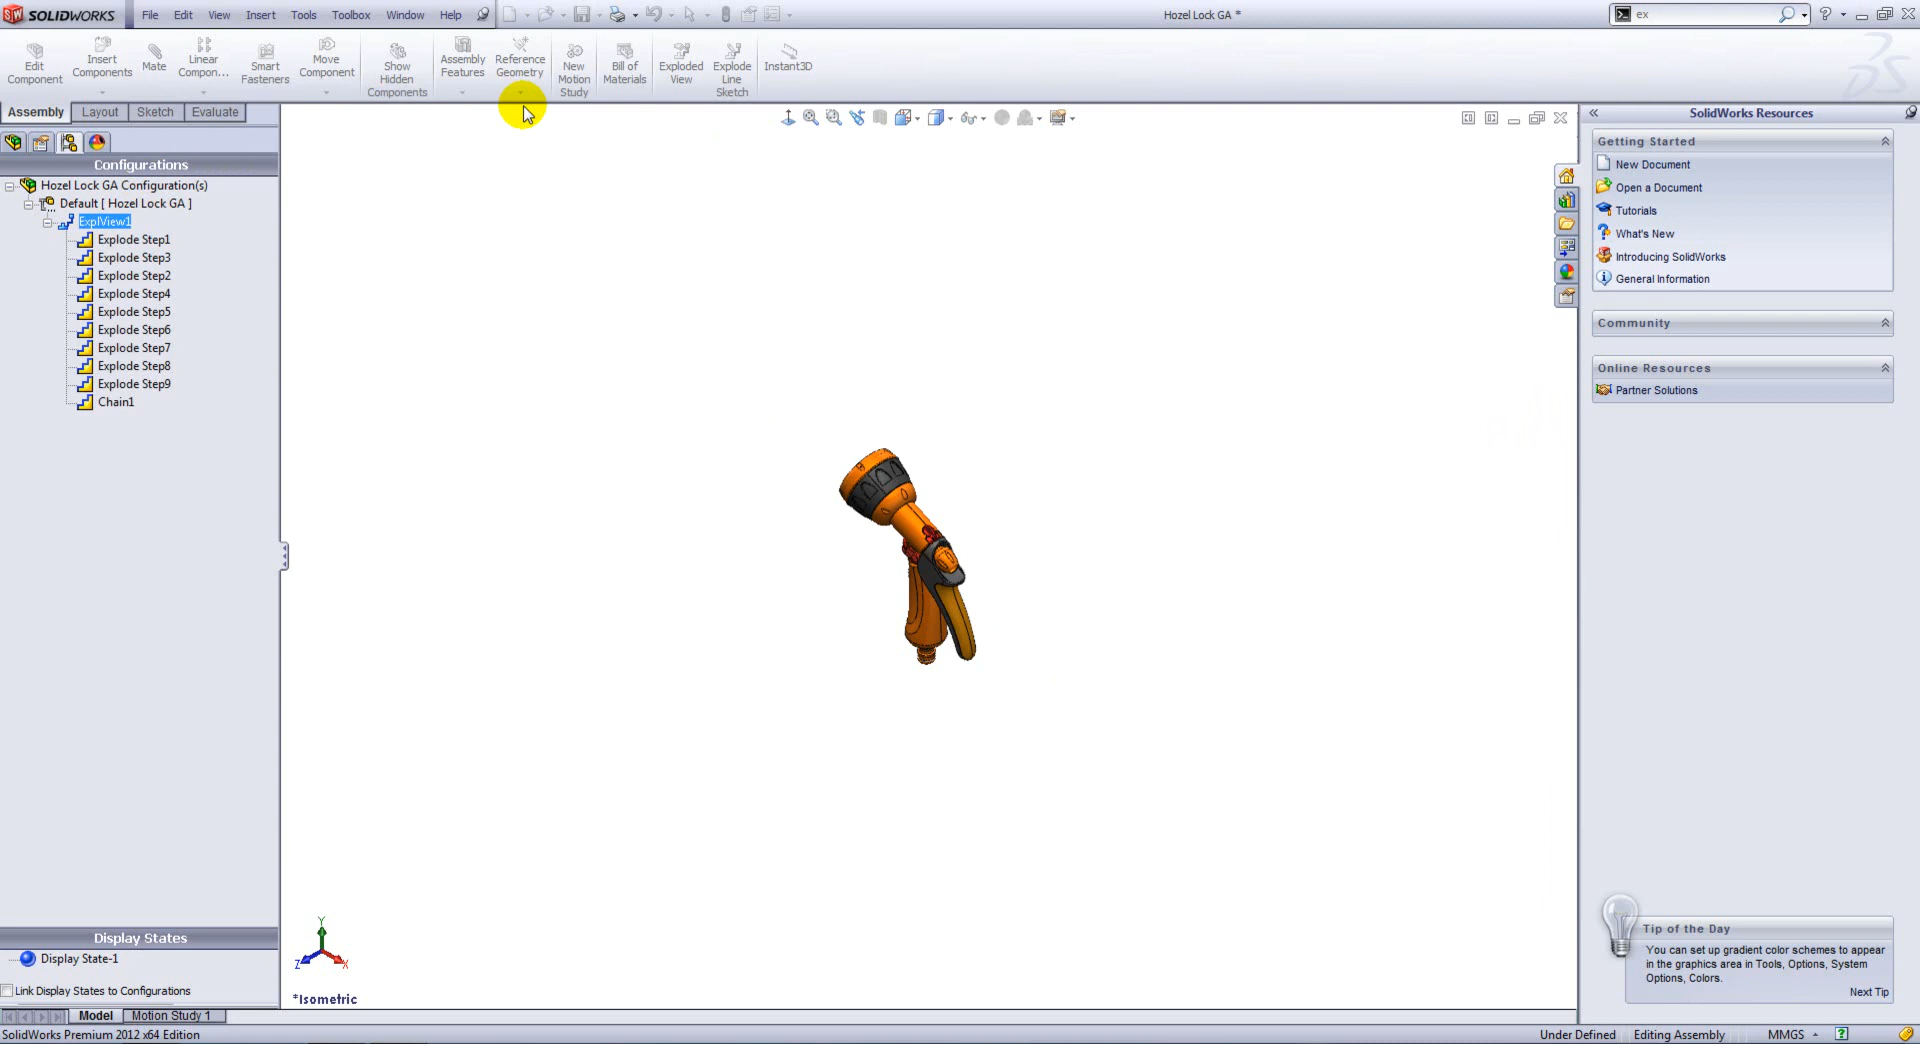 SW SOLIDWORKS File Edit View Insert Tools Toolbox Window Help Hozel Lock GA * ex
Edit Component
Insert Components
Mate
Linear Compon...
Smart Fasteners
Move Component
Show Hidden Components
Assembly Features
Reference Geometry
New Motion Study
Bill of Materials
Exploded View
Explode Line Sketch
Instant3D
Assembly Layout Sketch Evaluate
Configurations
Hozel Lock GA Configuration(s)
Default [ Hozel Lock GA ]
ExplView1
Explode Step1
Explode Step3
Explode Step2
Explode Step4
Explode Step5
Explode Step6
Explode Step7
Explode Step8
Explode Step9
Chain1
Display States
Display State-1
Link Display States to Configurations
Y
Z X
*Isometric
SolidWorks Resources
Getting Started
New Document
Open a Document
Tutorials
What's New
Introducing SolidWorks
General Information
Community
Online Resources
Partner Solutions
Tip of the Day
You can set up gradient color schemes to appear
in the graphics area in Tools, Options, System
Options, Colors.
Next Tip
Model Motion Study 1
SolidWorks Premium 2012 x64 Edition Under Defined Editing Assembly MMGS